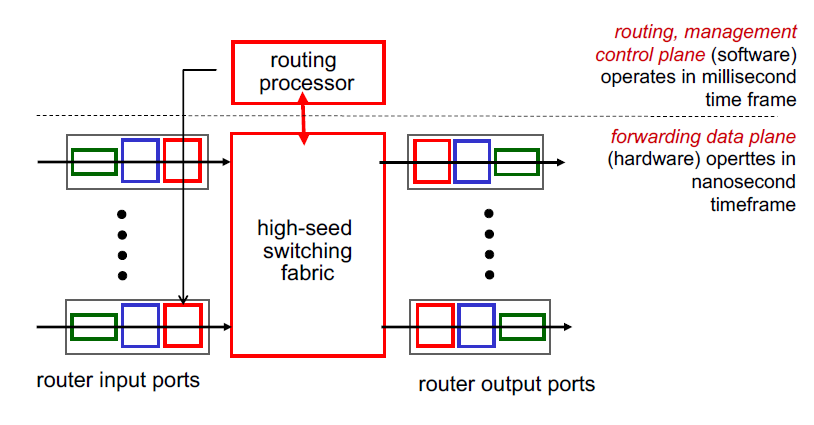 routing
processor
routing, management
control plane (software)
operates in millisecond
time frame
forwarding data plane
(hardware) operttes in
nanosecond
timeframe
high-seed
switching
fabric
router input ports
router output ports